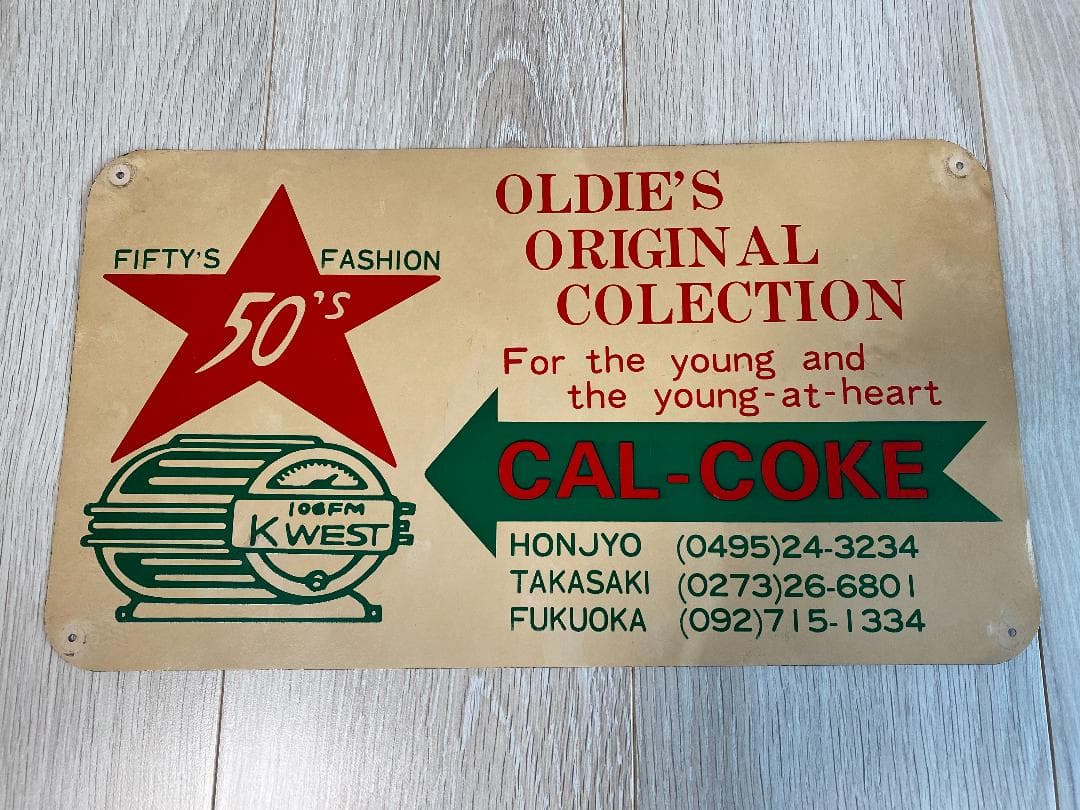 FIFTY'S FASHION
50's
106FM
K WEST
OLDIE'S
ORIGINAL
COLECTION
For the young and
the young-at-heart
CAL-COKE
HONJYO (0495)24-3234
TAKASAKI (0273)26-6801
FUKUOKA (092)715-1334